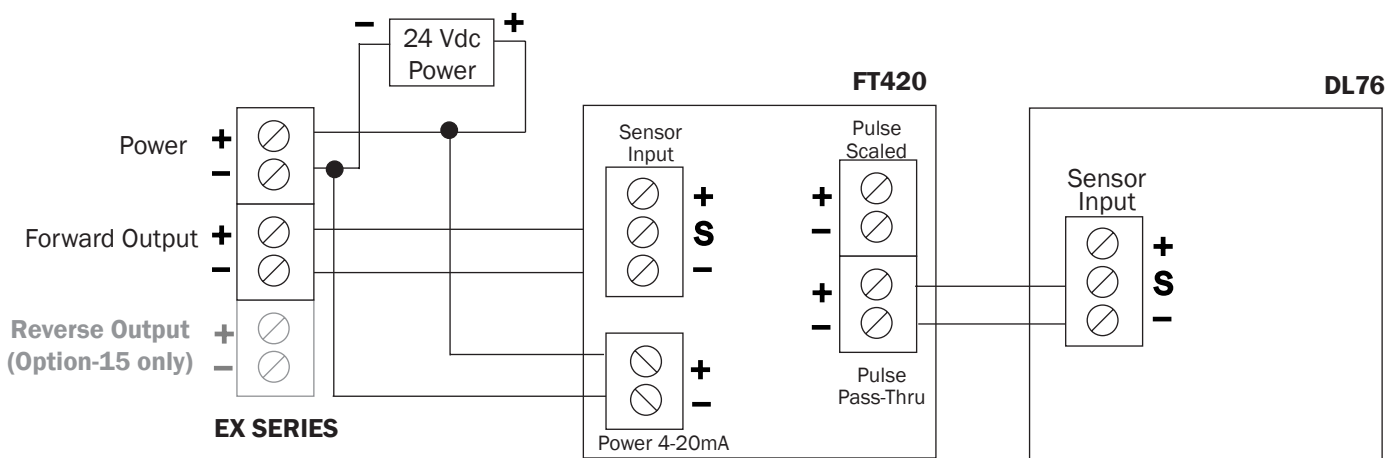 − 24 Vdc +
Power
FT420
DL76
Power +
−
Sensor
Input
+
S
−
Pulse
Scaled
+
−
Sensor
Input
+
S
−
Forward Output +
−
+
−
Pulse
Pass-Thru
Reverse Output +
(Option-15 only) −
EX SERIES
+
−
Power 4-20mA